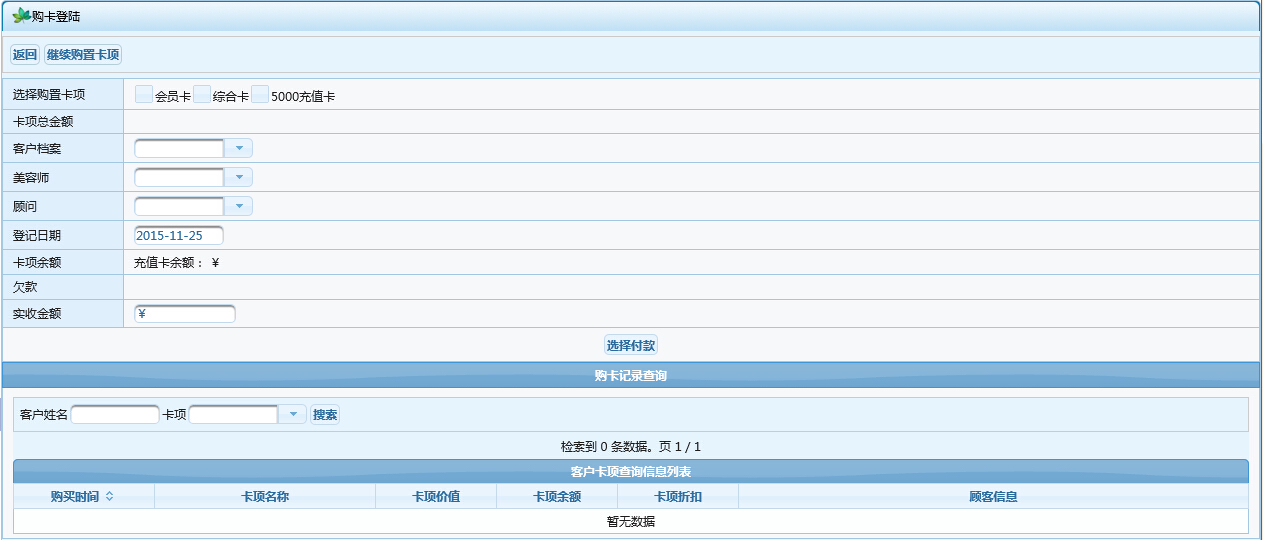 购卡登陆
返回 继续购置卡项
选择购置卡项 会员卡 综合卡 5000充值卡
卡项总金额
客户档案
美容师
顾问
登记日期 2015-11-25
卡项余额 充值卡余额： ¥
欠款
实收金额 ¥
选择付款
购卡记录查询
客户姓名 卡项 搜索
检索到 0 条数据。页 1 / 1
客户卡项查询信息列表
购买时间 卡项名称 卡项价值 卡项余额 卡项折扣 顾客信息
暂无数据